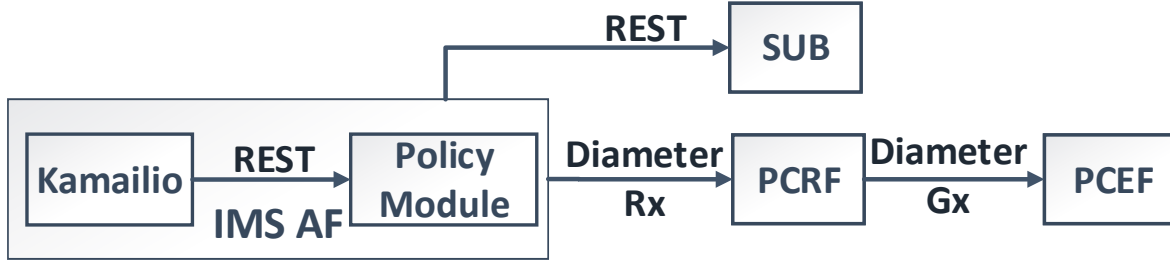 REST
SUB
Kamailio
REST
Policy
Module
IMS AF
Diameter
Rx
PCRF
Diameter
Gx
PCEF